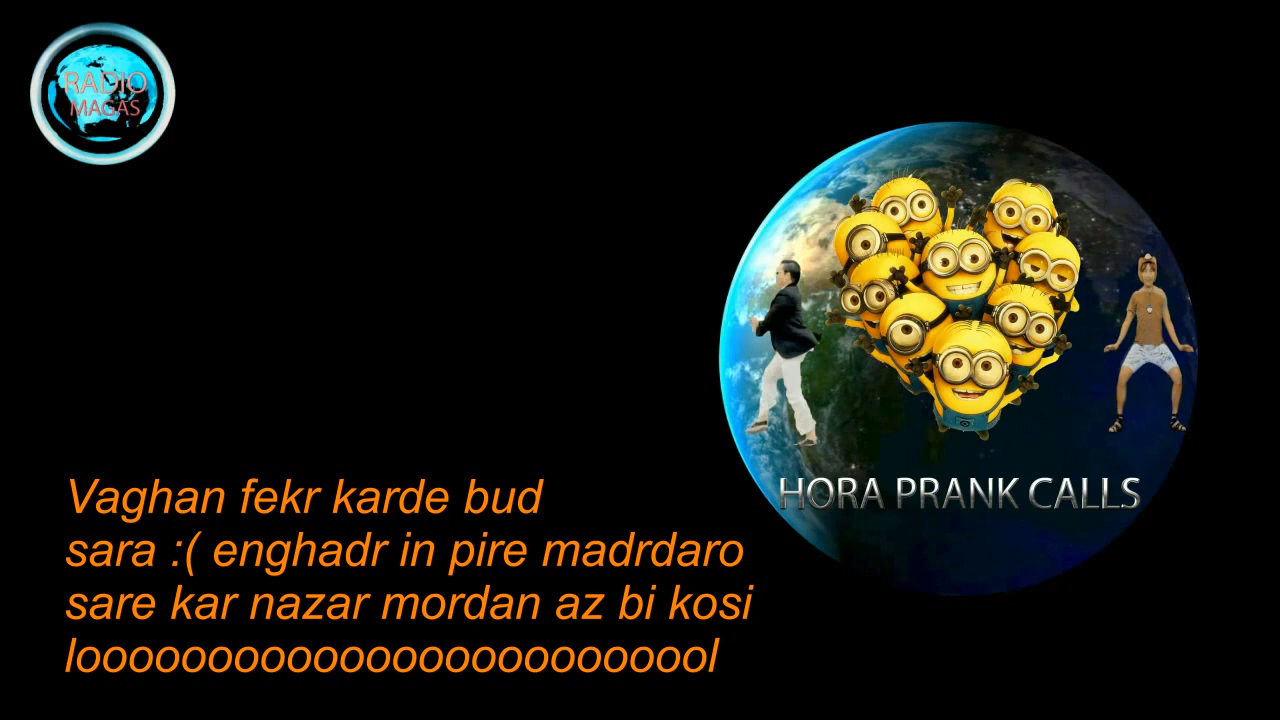 RADIO
MAGAS
HORA PRANK CALLS
Vaghan fekr karde bud
sara :( enghadr in pire madrdaro
sare kar nazar mordan az bi kosi
looooooooooooooooooooooool